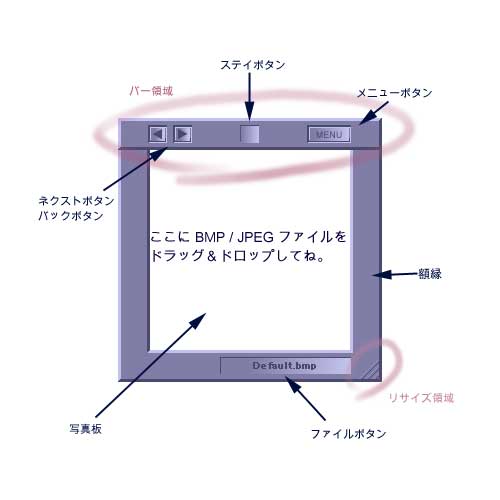 ステイボタン
バー領域
メニューボタン
MENU
ネクストボタン
バックボタン
ここに BMP / JPEG ファイルを
ドラッグ＆ドロップしてね。
額縁
Default.bmp
リサイズ領域
写真板
ファイルボタン